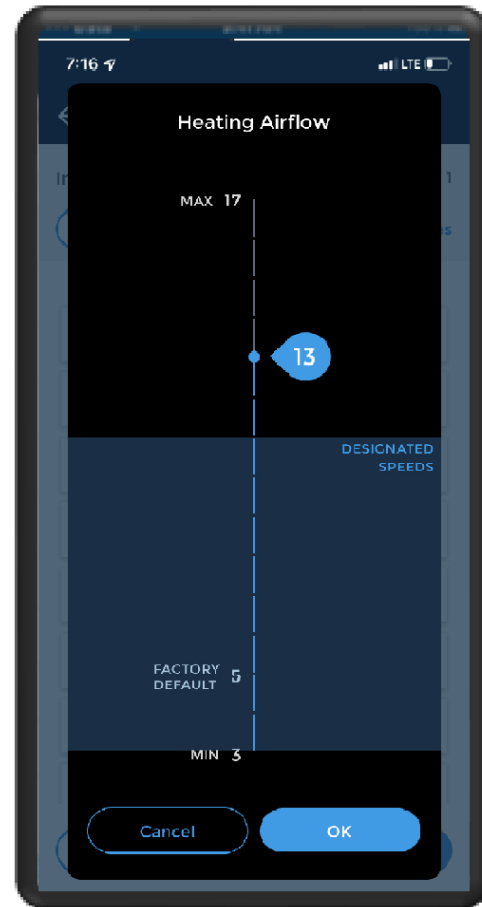 7:16
LTE
Heating Airflow
MAX 17
13
DESIGNATED
SPEEDS
FACTORY
DEFAULT 5
MIN 3
Cancel
OK